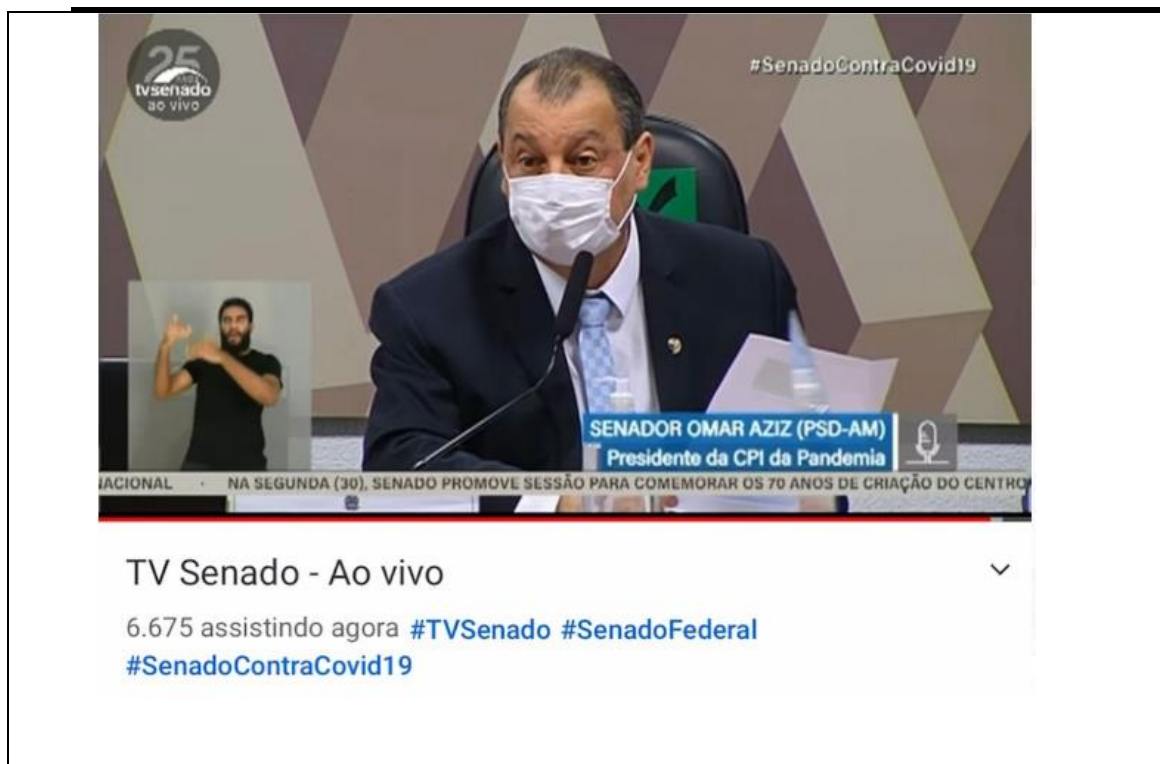 25
ANOS
tvsenado
ao vivo
#SenadoContraCovid19
SENADOR OMAR AZIZ (PSD-AM)
Presidente da CPI da Pandemia
NACIONAL · NA SEGUNDA (30), SENADO PROMOVE SESSÃO PARA COMEMORAR OS 70 ANOS DE CRIAÇÃO DO CENTRO
TV Senado - Ao vivo
6.675 assistindo agora #TVSenado #SenadoFederal
#SenadoContraCovid19